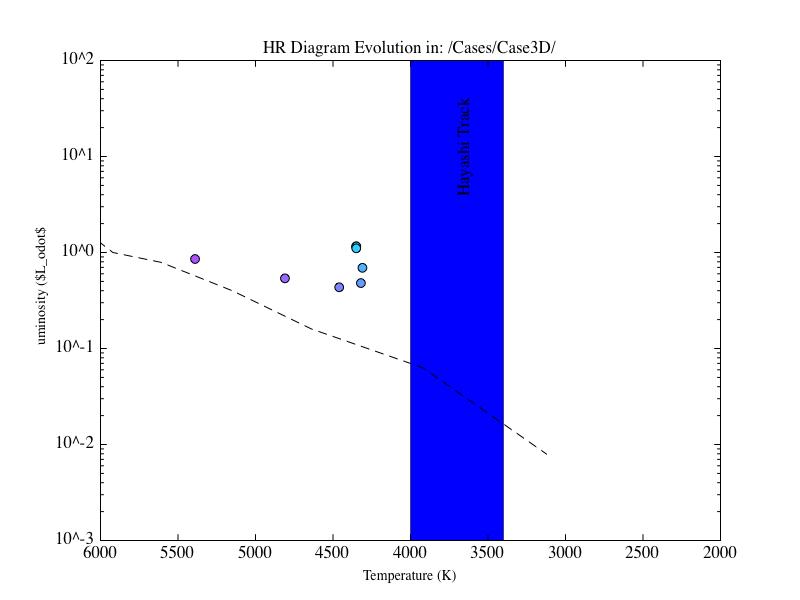 HR Diagram Evolution in: /Cases/Case3D/
10^2
10^1
10^0
10^-1
10^-2
10^-3
uminosity ($L_odot$
Hayashi Track
6000 5500 5000 4500 4000 3500 3000 2500 2000
Temperature (K)